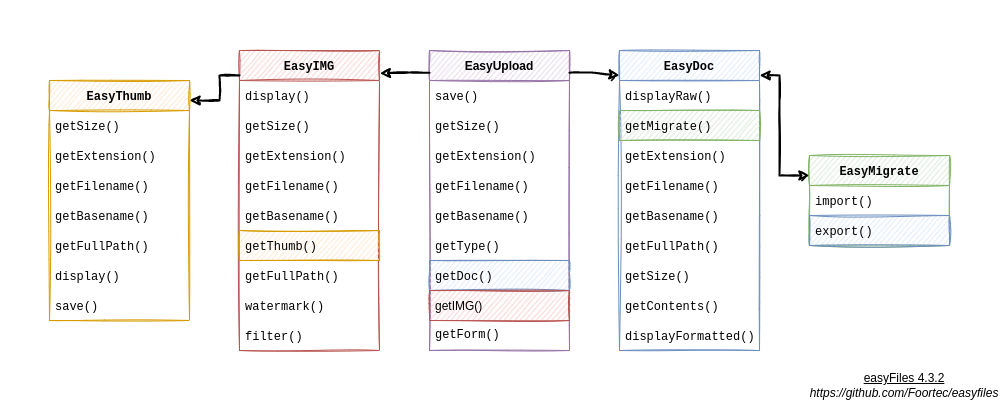 EasyThumb
getSize()
getExtension()
getFilename()
getBasename()
getFullPath()
display()
save()
EasyIMG
display()
getSize()
getExtension()
getFilename()
getBasename()
getThumb()
getFullPath()
watermark()
filter()
EasyUpload
save()
getSize()
getExtension()
getFilename()
getBasename()
getType()
getDoc()
getIMG()
getForm()
EasyDoc
displayRaw()
getMigrate()
getExtension()
getFilename()
getBasename()
getFullPath()
getSize()
getContents()
displayFormatted()
EasyMigrate
import()
export()
easyFiles 4.3.2
https://github.com/Foortec/easyfiles